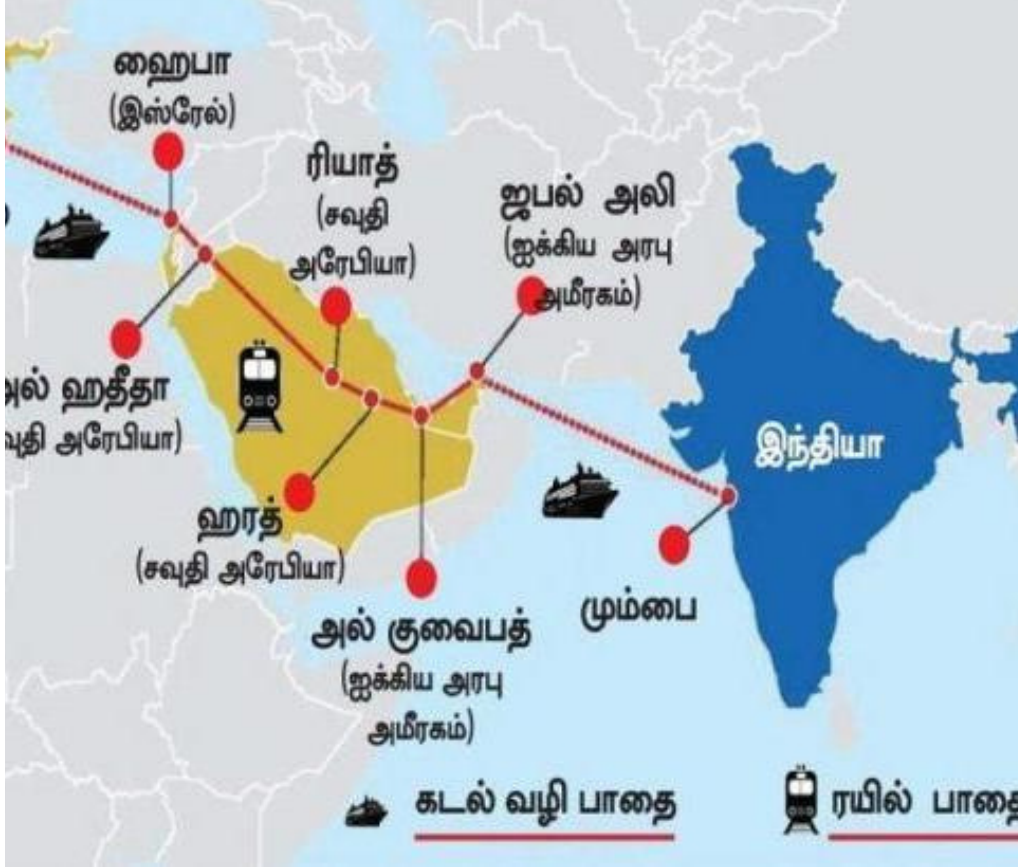 ஹைபா
(இஸ்ரேல்)
ரியாத்
(சவுதி
அரேபியா)
ஜபல் அலி
(ஐக்கிய அரபு
அமீரகம்)
அல் ஹதீதா
வுதி அரேபியா)
இந்தியா
ஹரத்
(சவுதி அரேபியா)
அல் குவைபத்
(ஐக்கிய அரபு
அமீரகம்)
மும்பை
கடல் வழி பாதை
ரயில் பாதை